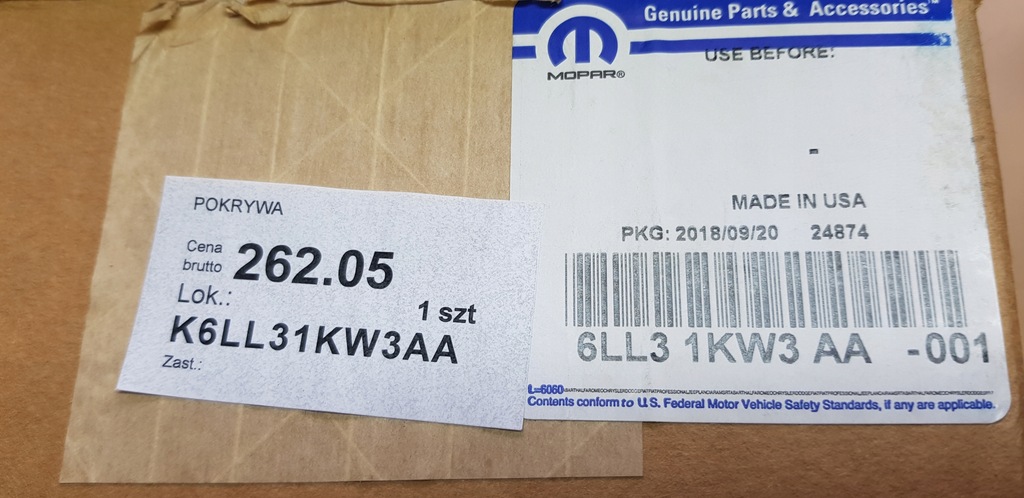 Genuine Parts & Accessories™
MOPAR®
USE BEFORE:
-
MADE IN USA
PKG: 2018/09/20 24874
6LL3 1KW3 AA -001
L=6060
Contents conform to U.S. Federal Motor Vehicle Safety Standards, if any are applicable.
POKRYWA
Cena
brutto 262.05
Lok.:
1 szt
K6LL31KW3AA
Zast.: